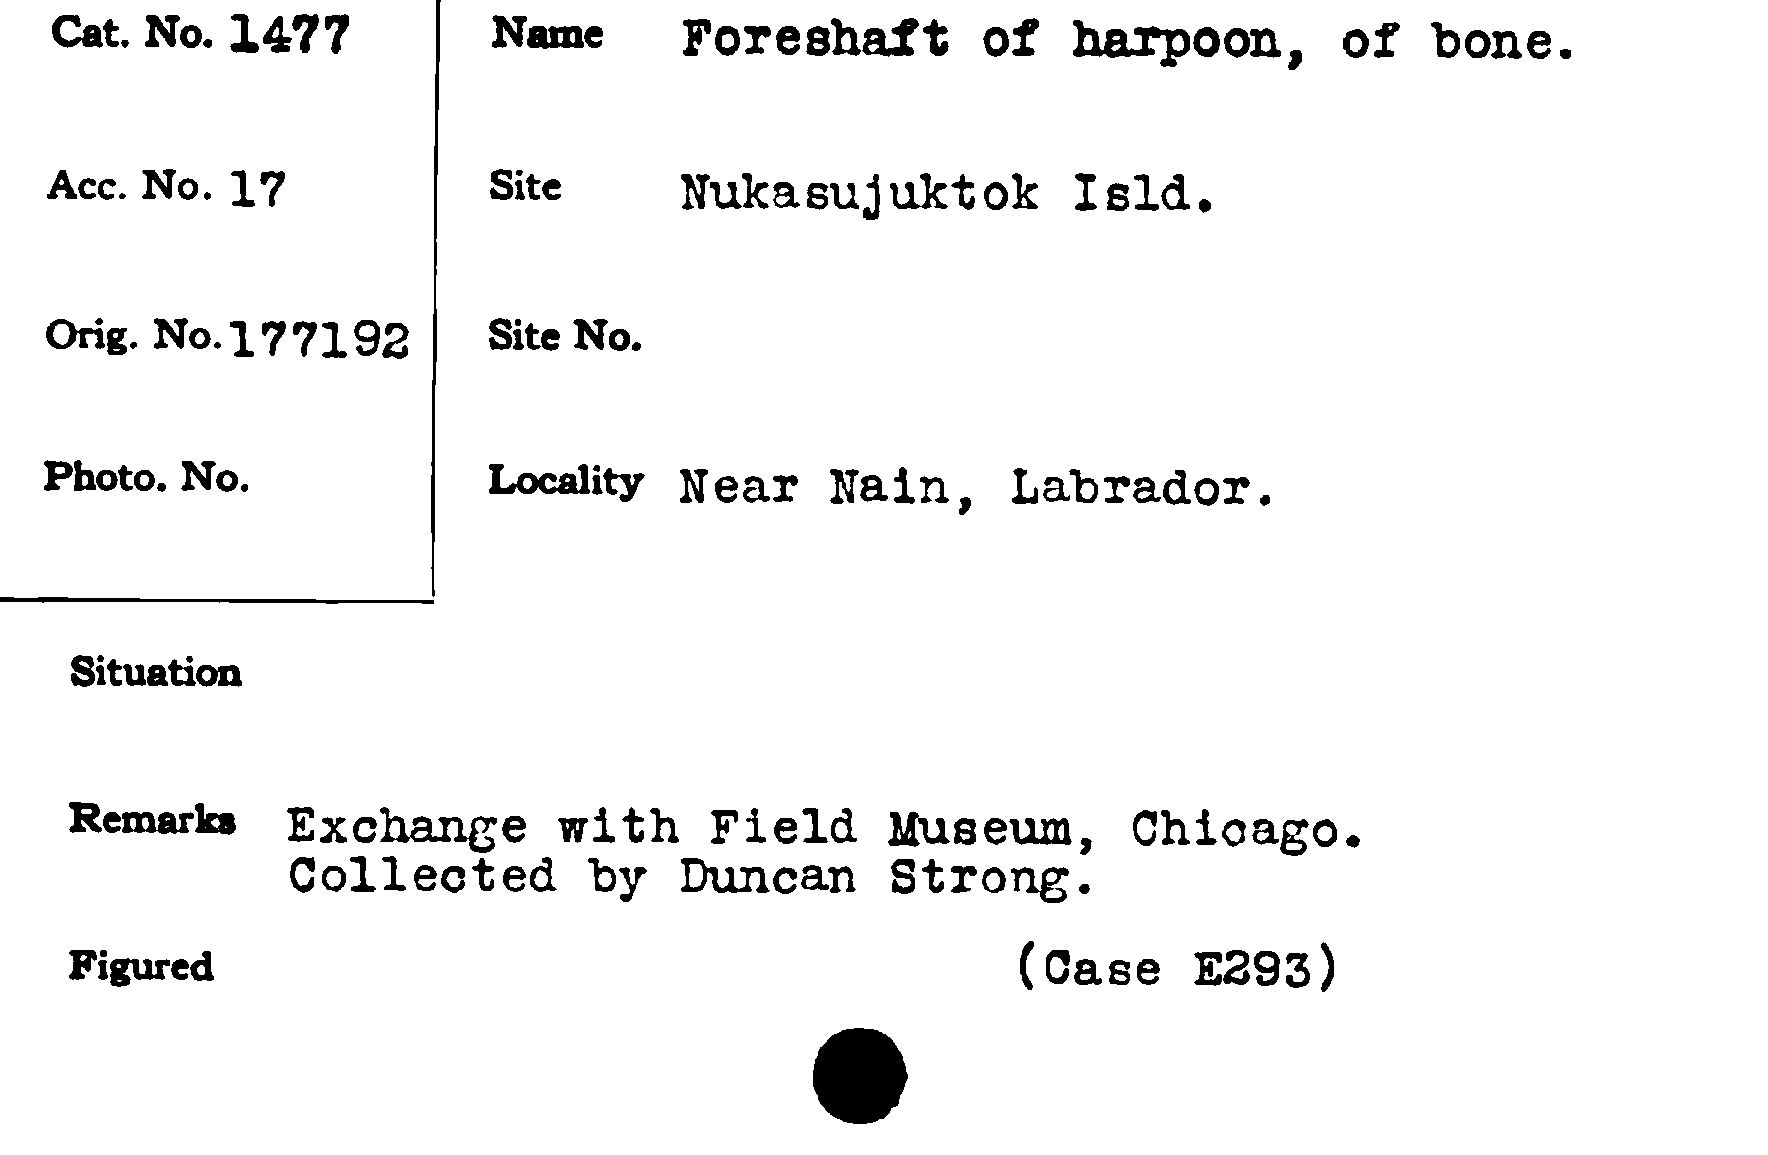 Cat. No. 1477
Name Foreshaft of harpoon, of bone.
Acc. No. 17
Site Nukasujuktok Isld.
Orig. No. 177192
Site No.
Photo. No.
Locality Near Nain, Labrador.
Situation
Remarks Exchange with Field Museum, Chicago.
Collected by Duncan Strong.
Figured
(Case E293)